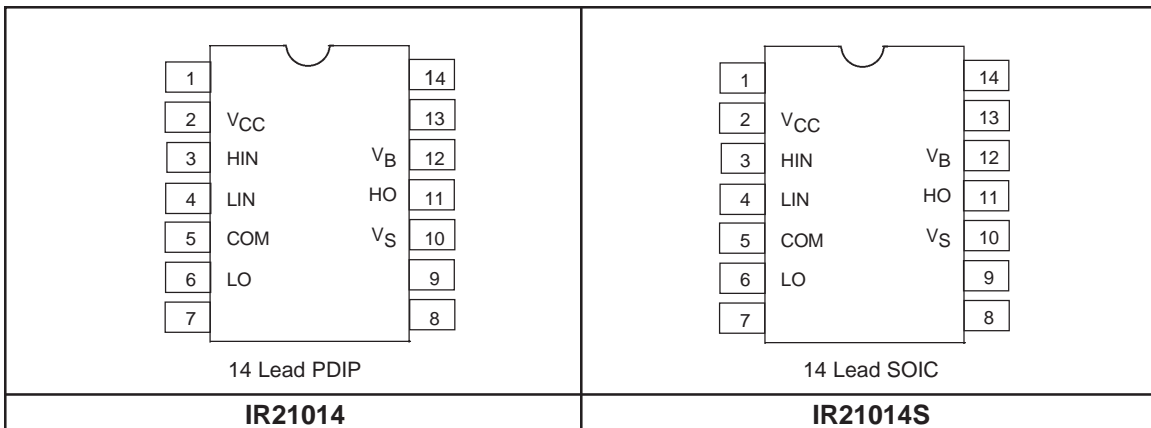 1 14 1 14
2 VCC 13 2 VCC 13
3 HIN VB 12 3 HIN VB 12
4 LIN HO 11 4 LIN HO 11
5 COM VS 10 5 COM VS 10
6 LO 9 6 LO 9
7 8 7 8
14 Lead PDIP 14 Lead SOIC
IR21014 IR21014S